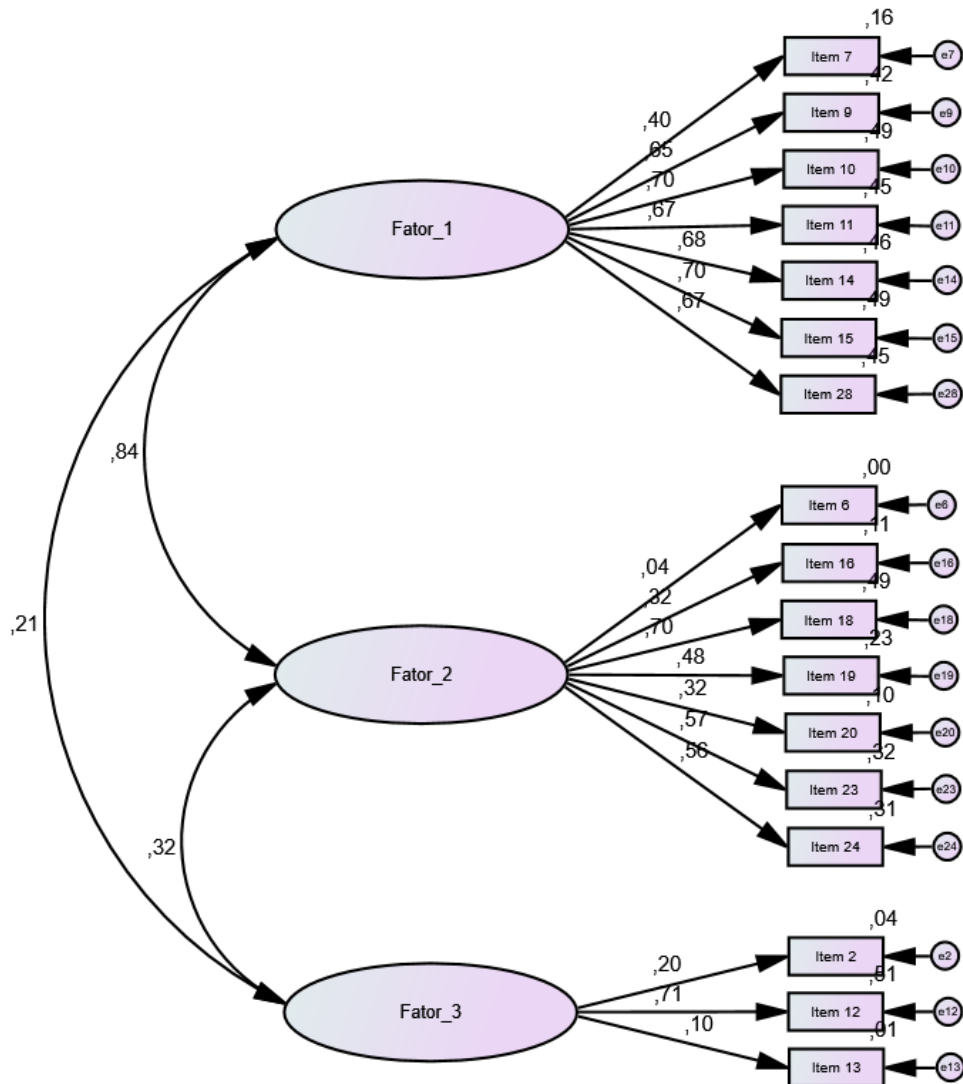 ,16
Item 7
e7
,42
,40
Item 9
e9
,49
,65
Item 10
e10
,45
,70
Item 11
e11
,46
,67
Fator_1
Item 14
e14
,49
,68
Item 15
e15
,45
,70
Item 28
e28
,67
,84
,00
Item 6
e6
,11
,04
Item 16
e16
,49
,32
Item 18
e18
,23
,70
,21
Item 19
e19
,10
,48
Fator_2
Item 20
e20
,32
,32
Item 23
e23
,31
,57
Item 24
e24
,56
,32
,04
Item 2
e2
,51
,20
Item 12
e12
,01
,71
Fator_3
Item 13
e13
,10